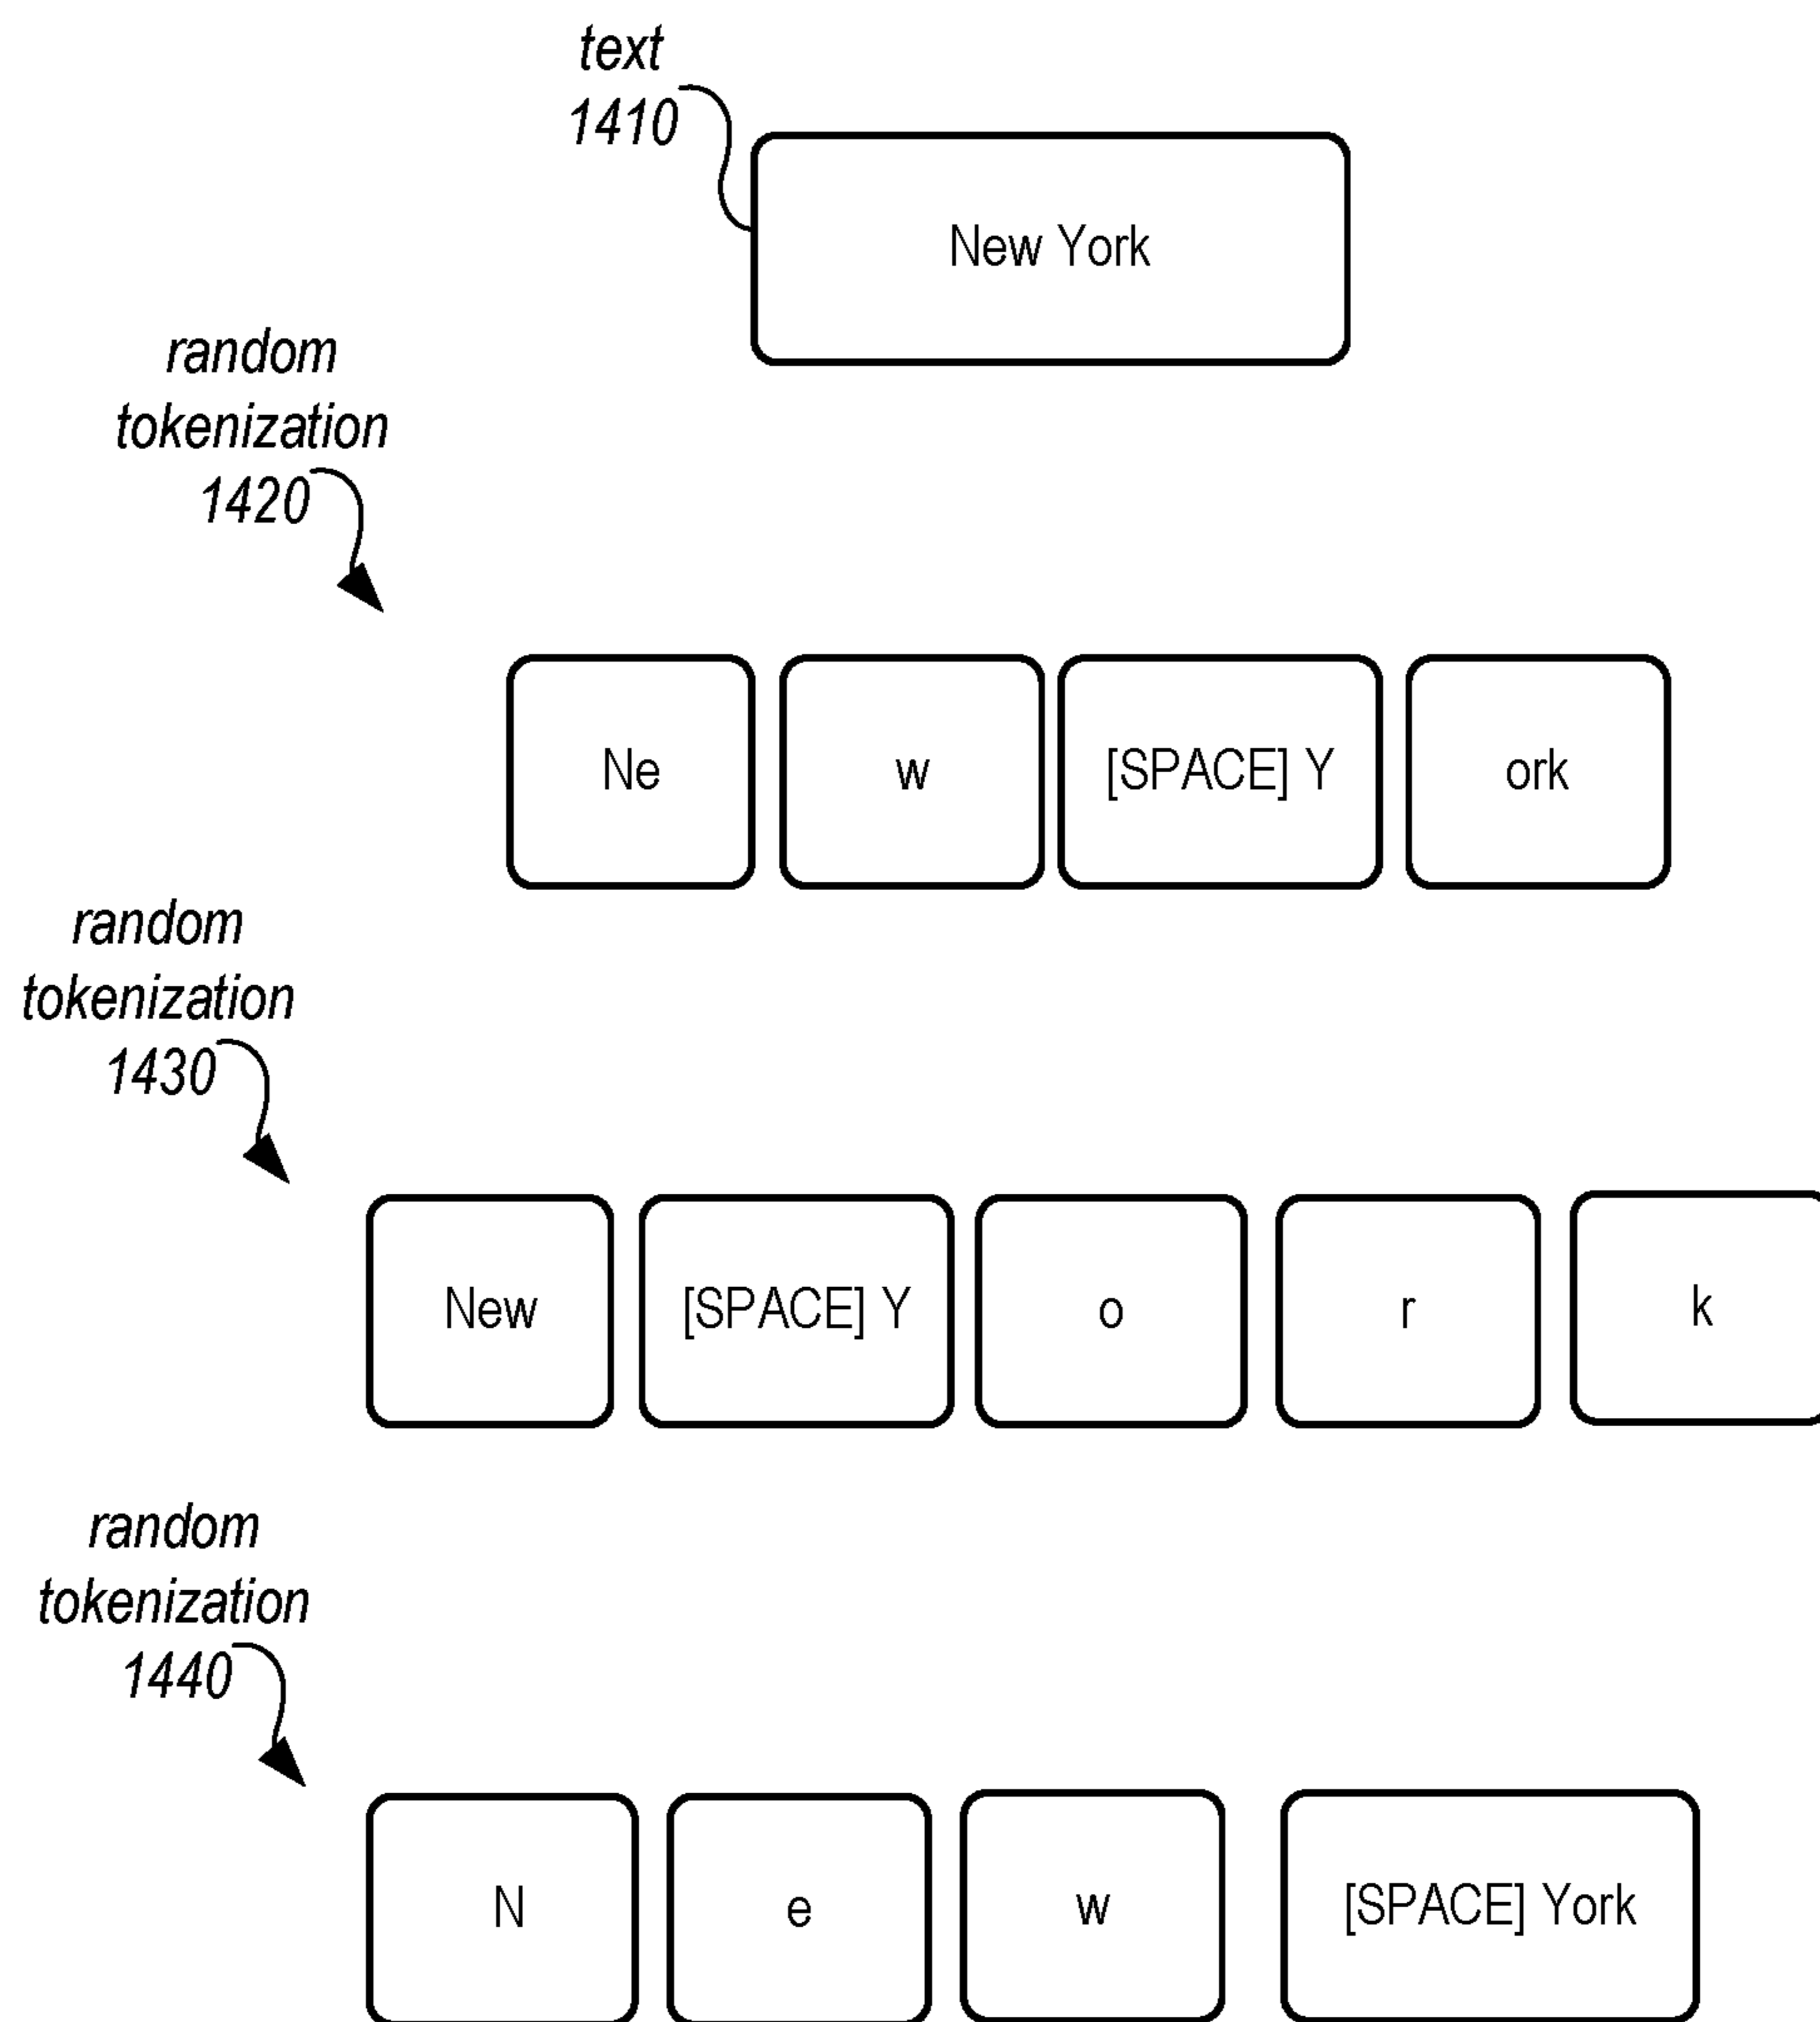 text
1410
New York
random
tokenization
1420
Ne w [SPACE] Y ork
random
tokenization
1430
New [SPACE] Y o r k
random
tokenization
1440
N e w [SPACE] York